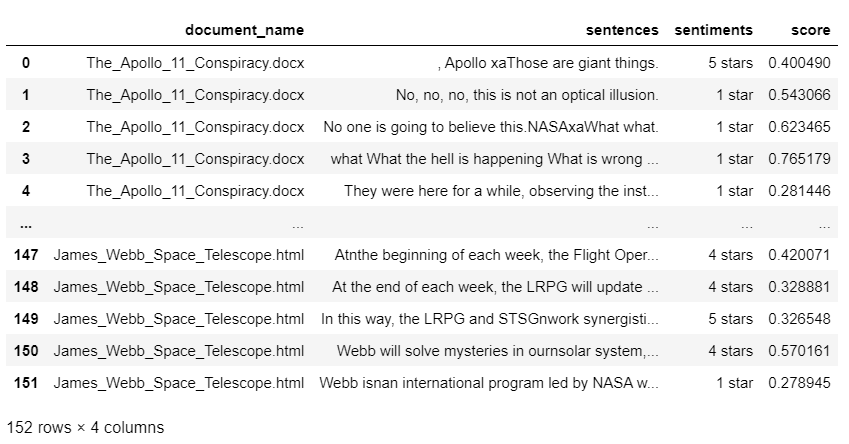 document_name sentences sentiments score
0 The_Apollo_11_Conspiracy.docx , Apollo xaThose are giant things. 5 stars 0.400490
1 The_Apollo_11_Conspiracy.docx No, no, no, this is not an optical illusion. 1 star 0.543066
2 The_Apollo_11_Conspiracy.docx No one is going to believe this.NASAxaWhat what. 1 star 0.623465
3 The_Apollo_11_Conspiracy.docx what What the hell is happening What is wrong ... 1 star 0.765179
4 The_Apollo_11_Conspiracy.docx They were here for a while, observing the inst... 1 star 0.281446
... ... ... ... ...
147 James_Webb_Space_Telescope.html Atnthe beginning of each week, the Flight Oper... 4 stars 0.420071
148 James_Webb_Space_Telescope.html At the end of each week, the LRPG will update ... 4 stars 0.328881
149 James_Webb_Space_Telescope.html In this way, the LRPG and STSGnwork synergisti... 5 stars 0.326548
150 James_Webb_Space_Telescope.html Webb will solve mysteries in ournsolar system,... 4 stars 0.570161
151 James_Webb_Space_Telescope.html Webb isnan international program led by NASA w... 1 star 0.278945
152 rows × 4 columns